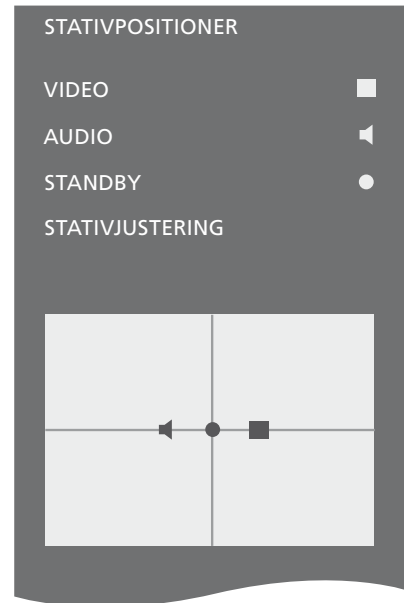 STATIVPOSITIONER
VIDEO
AUDIO
STANDBY
STATIVJUSTERING